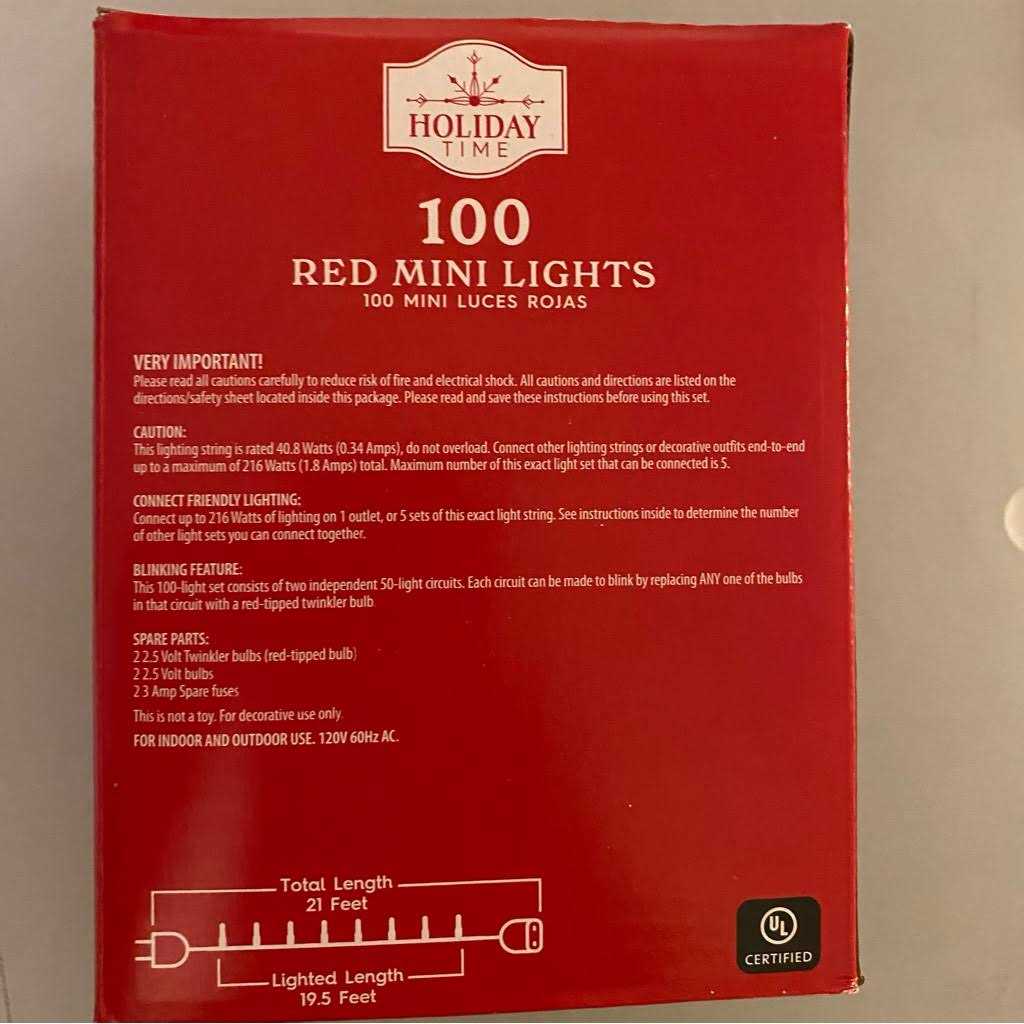 HOLIDAY
TIME
100
RED MINI LIGHTS
100 MINI LUCES ROJAS
VERY IMPORTANT!
Please read all cautions carefully to reduce risk of fire and electrical shock. All cautions and directions are listed on the
directions/safety sheet located inside this package. Please read and save these instructions before using this set.
CAUTION:
This lighting string is rated 40.8 Watts (0.34 Amps), do not overload. Connect other lighting strings or decorative outfits end-to-end
up to a maximum of 216 Watts (1.8 Amps) total. Maximum number of this exact light set that can be connected is 5.
CONNECT FRIENDLY LIGHTING:
Connect up to 216 Watts of lighting on 1 outlet, or 5 sets of this exact light string. See instructions inside to determine the number
of other light sets you can connect together.
BLINKING FEATURE:
This 100-light set consists of two independent 50-light circuits. Each circuit can be made to blink by replacing ANY one of the bulbs
in that circuit with a red-tipped twinkler bulb
SPARE PARTS:
2 2.5 Volt Twinkler bulbs (red-tipped bulb)
2 2.5 Volt bulbs
2 3 Amp Spare fuses
This is not a toy. For decorative use only.
FOR INDOOR AND OUTDOOR USE. 120V 60Hz AC.
Total Length
21 Feet
Lighted Length
19.5 Feet
UL
CERTIFIED